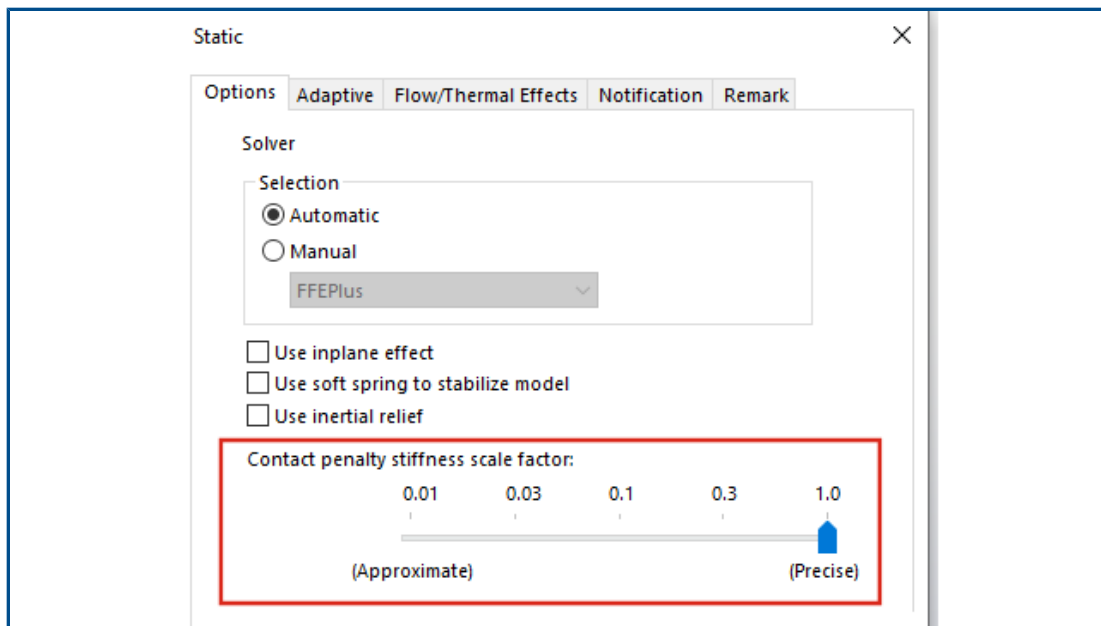 Static
Options Adaptive Flow/Thermal Effects Notification Remark
Solver
Selection
Automatic
Manual
FFEPlus
Use inplane effect
Use soft spring to stabilize model
Use inertial relief
Contact penalty stiffness scale factor:
0.01 0.03 0.1 0.3 1.0
(Approximate) (Precise)